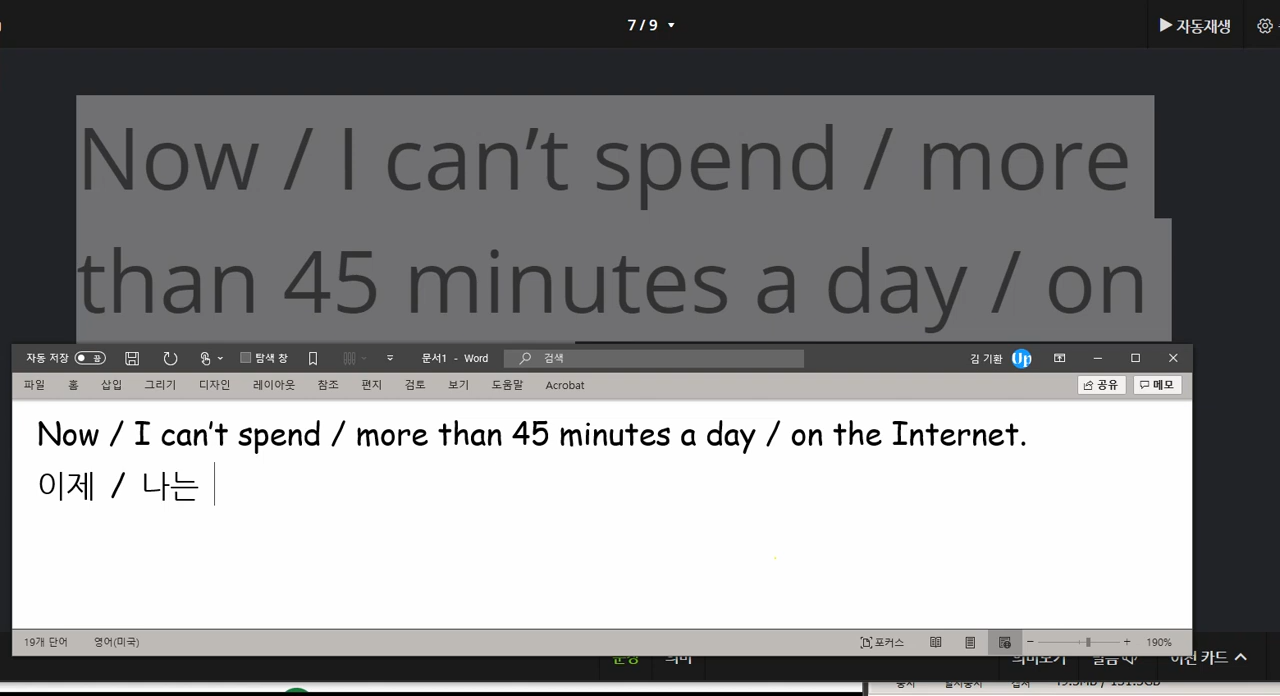 7 / 9
자동재생
Now / I can’t spend / more
than 45 minutes a day / on
자동 저장 끔 탐색 창 문서1 - Word 검색 김 기환 Up
파일 홈 삽입 그리기 디자인 레이아웃 참조 편지 검토 보기 도움말 Acrobat 공유 메모
Now / I can’t spend / more than 45 minutes a day / on the Internet.
이제 / 나는
19개 단어 영어(미국) 포커스 190%
이전 카드